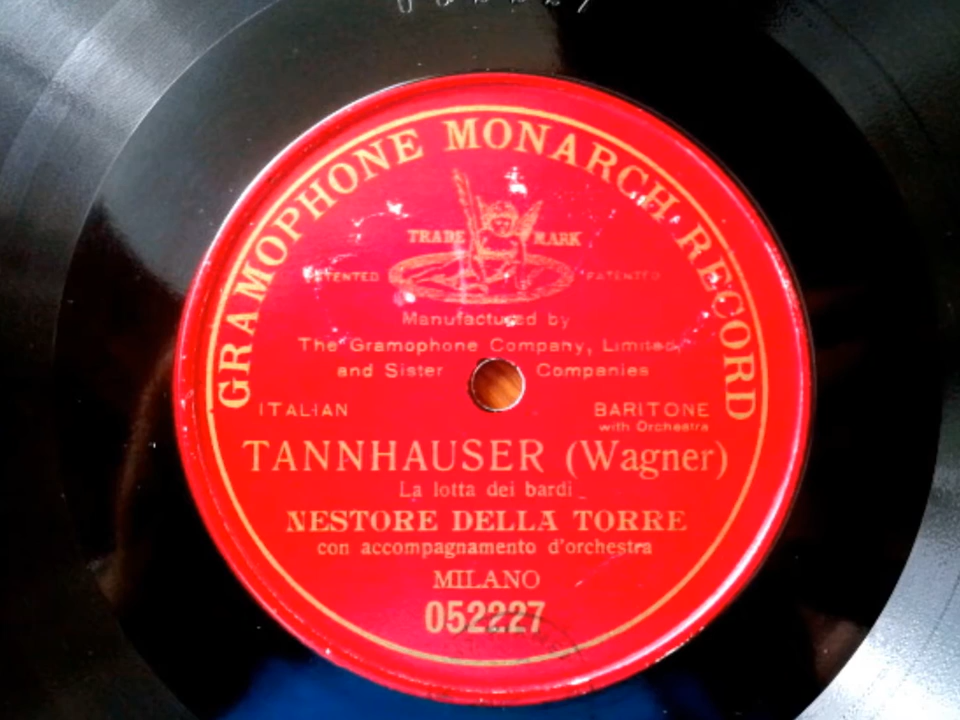 GRAMOPHONE MONARCH RECORD
TRADE MARK
PATENTED PATENTED
Manufactured by
The Gramophone Company, Limited,
and Sister Companies
ITALIAN BARITONE
with Orchestra
TANNHAUSER (Wagner)
La lotta dei bardi
NESTORE DELLA TORRE
con accompagnamento d'orchestra
MILANO
052227